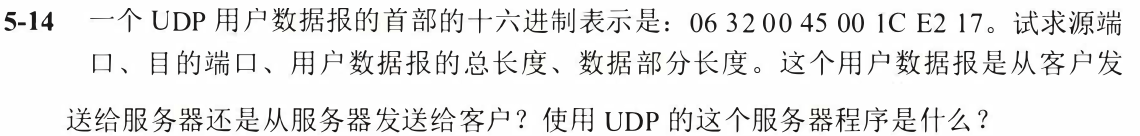 5-14 一个 UDP 用户数据报的首部的十六进制表示是：06 32 00 45 00 1C E2 17。试求源端
口、目的端口、用户数据报的总长度、数据部分长度。这个用户数据报是从客户发
送给服务器还是从服务器发送给客户？使用 UDP 的这个服务器程序是什么？